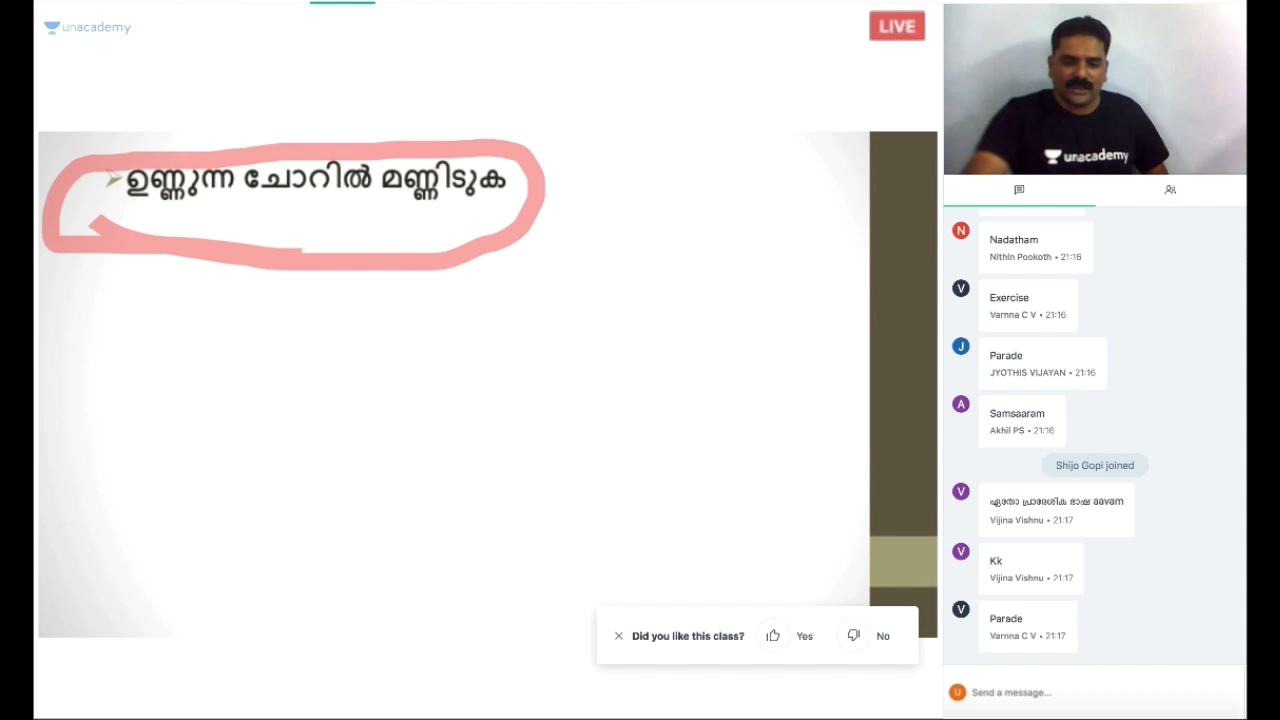 unacademy
LIVE
ഉണ്ണുന്ന ചോറിൽ മണ്ണിടുക
unacademy
N
Nadatham
Nithin Pookoth • 21:16
V
Exercise
Varnna C V • 21:16
J
Parade
JYOTHIS VIJAYAN • 21:16
A
Samsaaram
Akhil PS • 21:16
Shijo Gopi joined
V
ഏതോ പ്രാദേശിക ഭാഷ aavam
Vijina Vishnu • 21:17
V
Kk
Vijina Vishnu • 21:17
V
Parade
Varnna C V • 21:17
Did you like this class? Yes No
U
Send a message...